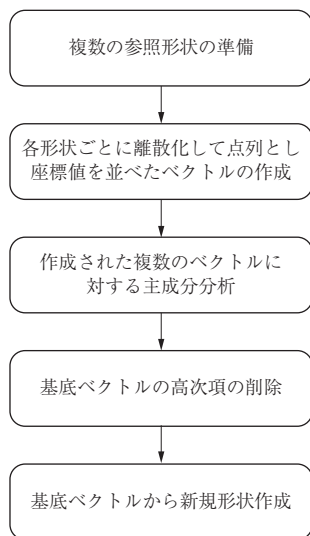 複数の参照形状の準備
各形状ごとに離散化して点列とし
座標値を並べたベクトルの作成
作成された複数のベクトルに
対する主成分分析
基底ベクトルの高次項の削除
基底ベクトルから新規形状作成